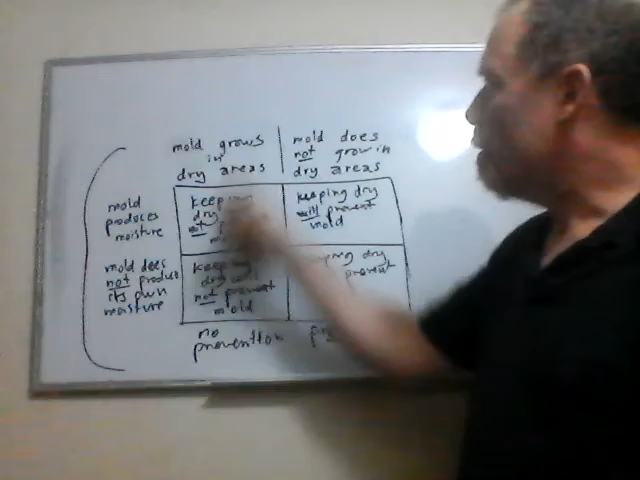 mold grows
in
dry areas
mold does
not grow in
dry areas
mold
produces
moisture
keeping
dry
not
keeping dry
will prevent
mold
mold does
not produce
its own
moisture
keeping
dry will
not prevent
mold
dry
prevent
no
prevention